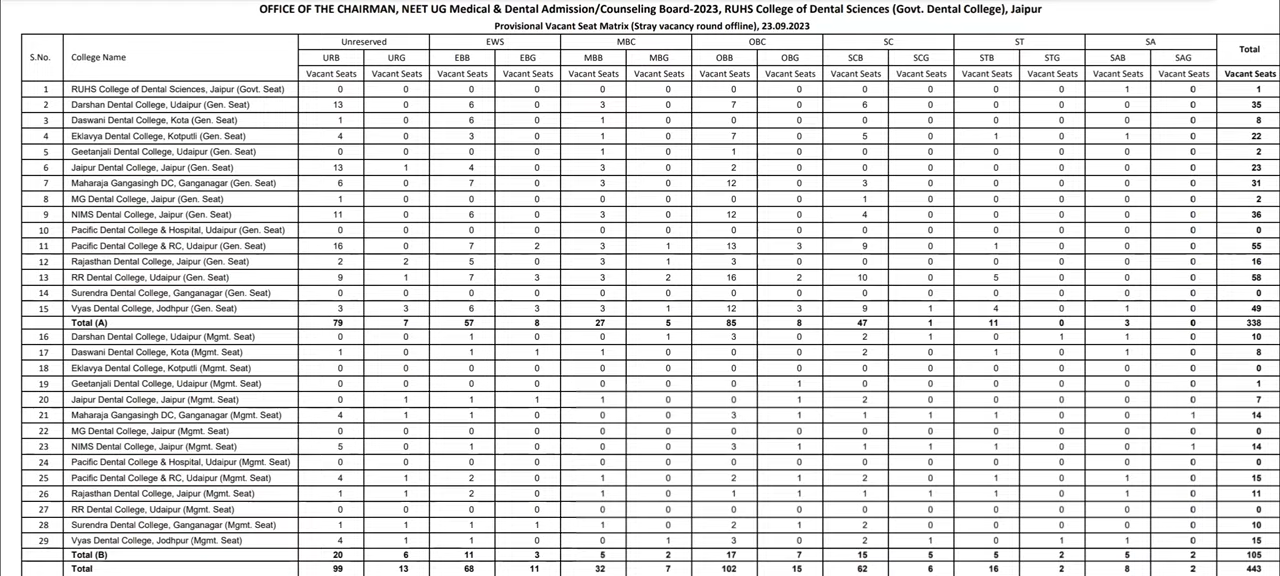 OFFICE OF THE CHAIRMAN, NEET UG Medical & Dental Admission/Counseling Board-2023, RUHS College of Dental Sciences (Govt. Dental College), Jaipur
Provisional Vacant Seat Matrix (Stray vacancy round offline), 23.09.2023
S.No. College Name Unreserved EWS MBC OBC SC ST SA Total
URB URG EBB EBG MBB MBG OBB OBG SCB SCG STB STG SAB SAG
Vacant Seats Vacant Seats Vacant Seats Vacant Seats Vacant Seats Vacant Seats Vacant Seats Vacant Seats Vacant Seats Vacant Seats Vacant Seats Vacant Seats Vacant Seats Vacant Seats Vacant Seats
1 RUHS College of Dental Sciences, Jaipur (Govt. Seat) 0 0 0 0 0 0 0 0 0 0 0 0 1 0 1
2 Darshan Dental College, Udaipur (Gen. Seat) 13 0 6 0 3 0 7 0 6 0 0 0 0 0 35
3 Daswani Dental College, Kota (Gen. Seat) 1 0 6 0 1 0 0 0 0 0 0 0 0 0 8
4 Eklavya Dental College, Kotputli (Gen. Seat) 4 0 3 0 1 0 7 0 5 0 1 0 1 0 22
5 Geetanjali Dental College, Udaipur (Gen. Seat) 0 0 0 0 1 0 1 0 0 0 0 0 0 0 2
6 Jaipur Dental College, Jaipur (Gen. Seat) 13 1 4 0 3 0 2 0 0 0 0 0 0 0 23
7 Maharaja Gangasingh DC, Ganganagar (Gen. Seat) 6 0 7 0 3 0 12 0 3 0 0 0 0 0 31
8 MG Dental College, Jaipur (Gen. Seat) 1 0 0 0 0 0 0 0 1 0 0 0 0 0 2
9 NIMS Dental College, Jaipur (Gen. Seat) 11 0 6 0 3 0 12 0 4 0 0 0 0 0 36
10 Pacific Dental College & Hospital, Udaipur (Gen. Seat) 0 0 0 0 0 0 0 0 0 0 0 0 0 0 0
11 Pacific Dental College & RC, Udaipur (Gen. Seat) 16 0 7 2 3 1 13 3 9 0 1 0 0 0 55
12 Rajasthan Dental College, Jaipur (Gen. Seat) 2 2 5 0 3 1 3 0 0 0 0 0 0 0 16
13 RR Dental College, Udaipur (Gen. Seat) 9 1 7 3 3 2 16 2 10 0 5 0 0 0 58
14 Surendra Dental College, Ganganagar (Gen. Seat) 0 0 0 0 0 0 0 0 0 0 0 0 0 0 0
15 Vyas Dental College, Jodhpur (Gen. Seat) 3 3 6 3 3 1 12 3 9 1 4 0 1 0 49
Total (A) 79 7 57 8 27 5 85 8 47 1 11 0 3 0 338
16 Darshan Dental College, Udaipur (Mgmt. Seat) 0 0 1 0 0 1 3 0 2 1 0 1 1 0 10
17 Daswani Dental College, Kota (Mgmt. Seat) 1 0 1 1 1 0 0 0 2 0 1 0 1 0 8
18 Eklavya Dental College, Kotputli (Mgmt. Seat) 0 0 0 0 0 0 0 0 0 0 0 0 0 0 0
19 Geetanjali Dental College, Udaipur (Mgmt. Seat) 0 0 0 0 0 0 0 1 0 0 0 0 0 0 1
20 Jaipur Dental College, Jaipur (Mgmt. Seat) 0 1 1 1 1 0 0 1 2 0 0 0 0 0 7
21 Maharaja Gangasingh DC, Ganganagar (Mgmt. Seat) 4 1 1 0 0 0 3 1 1 1 1 0 0 1 14
22 MG Dental College, Jaipur (Mgmt. Seat) 0 0 0 0 0 0 0 0 0 0 0 0 0 0 0
23 NIMS Dental College, Jaipur (Mgmt. Seat) 5 0 1 0 0 0 3 1 1 1 1 0 0 1 14
24 Pacific Dental College & Hospital, Udaipur (Mgmt. Seat) 0 0 0 0 0 0 0 0 0 0 0 0 0 0 0
25 Pacific Dental College & RC, Udaipur (Mgmt. Seat) 4 1 2 0 1 0 2 1 2 0 1 0 1 0 15
26 Rajasthan Dental College, Jaipur (Mgmt. Seat) 1 1 2 0 1 0 1 1 1 1 1 0 1 0 11
27 RR Dental College, Udaipur (Mgmt. Seat) 0 0 0 0 0 0 0 0 0 0 0 0 0 0 0
28 Surendra Dental College, Ganganagar (Mgmt. Seat) 1 1 1 1 1 0 2 1 2 0 0 0 0 0 10
29 Vyas Dental College, Jodhpur (Mgmt. Seat) 4 1 1 0 0 1 3 0 2 1 0 1 1 0 15
Total (B) 20 6 11 3 5 2 17 7 15 5 5 2 5 2 105
Total 99 13 68 11 32 7 102 15 62 6 16 2 8 2 443